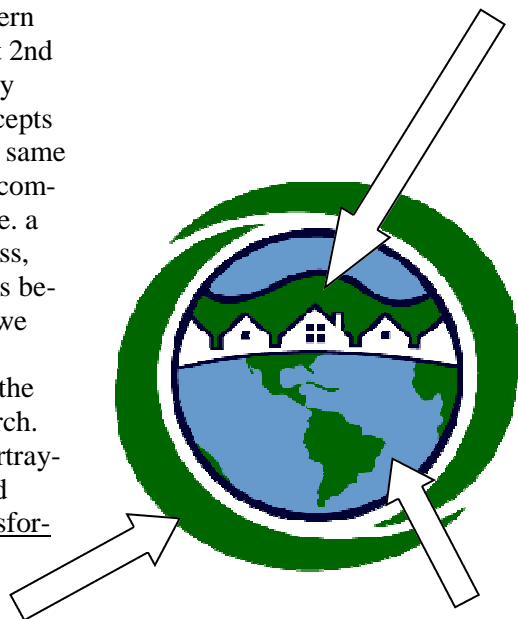 ern
2nd
y
cepts
same
com-
e. a
ss,
s be-
we
the
rch.
rtray-
d
sfor-